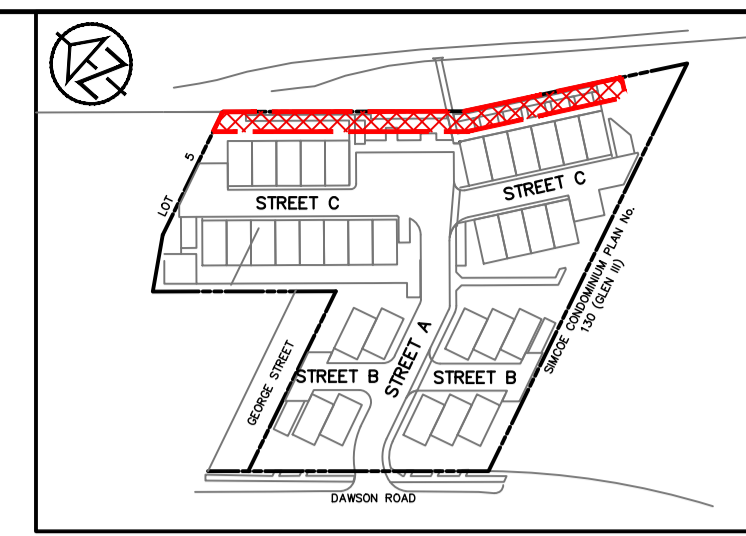 LOT 5
STREET C
STREET C
SIMCOE CONDOMINIUM PLAN No.
130 (GLEN III)
STREET A
GEORGE STREET
STREET B
STREET B
DAWSON ROAD